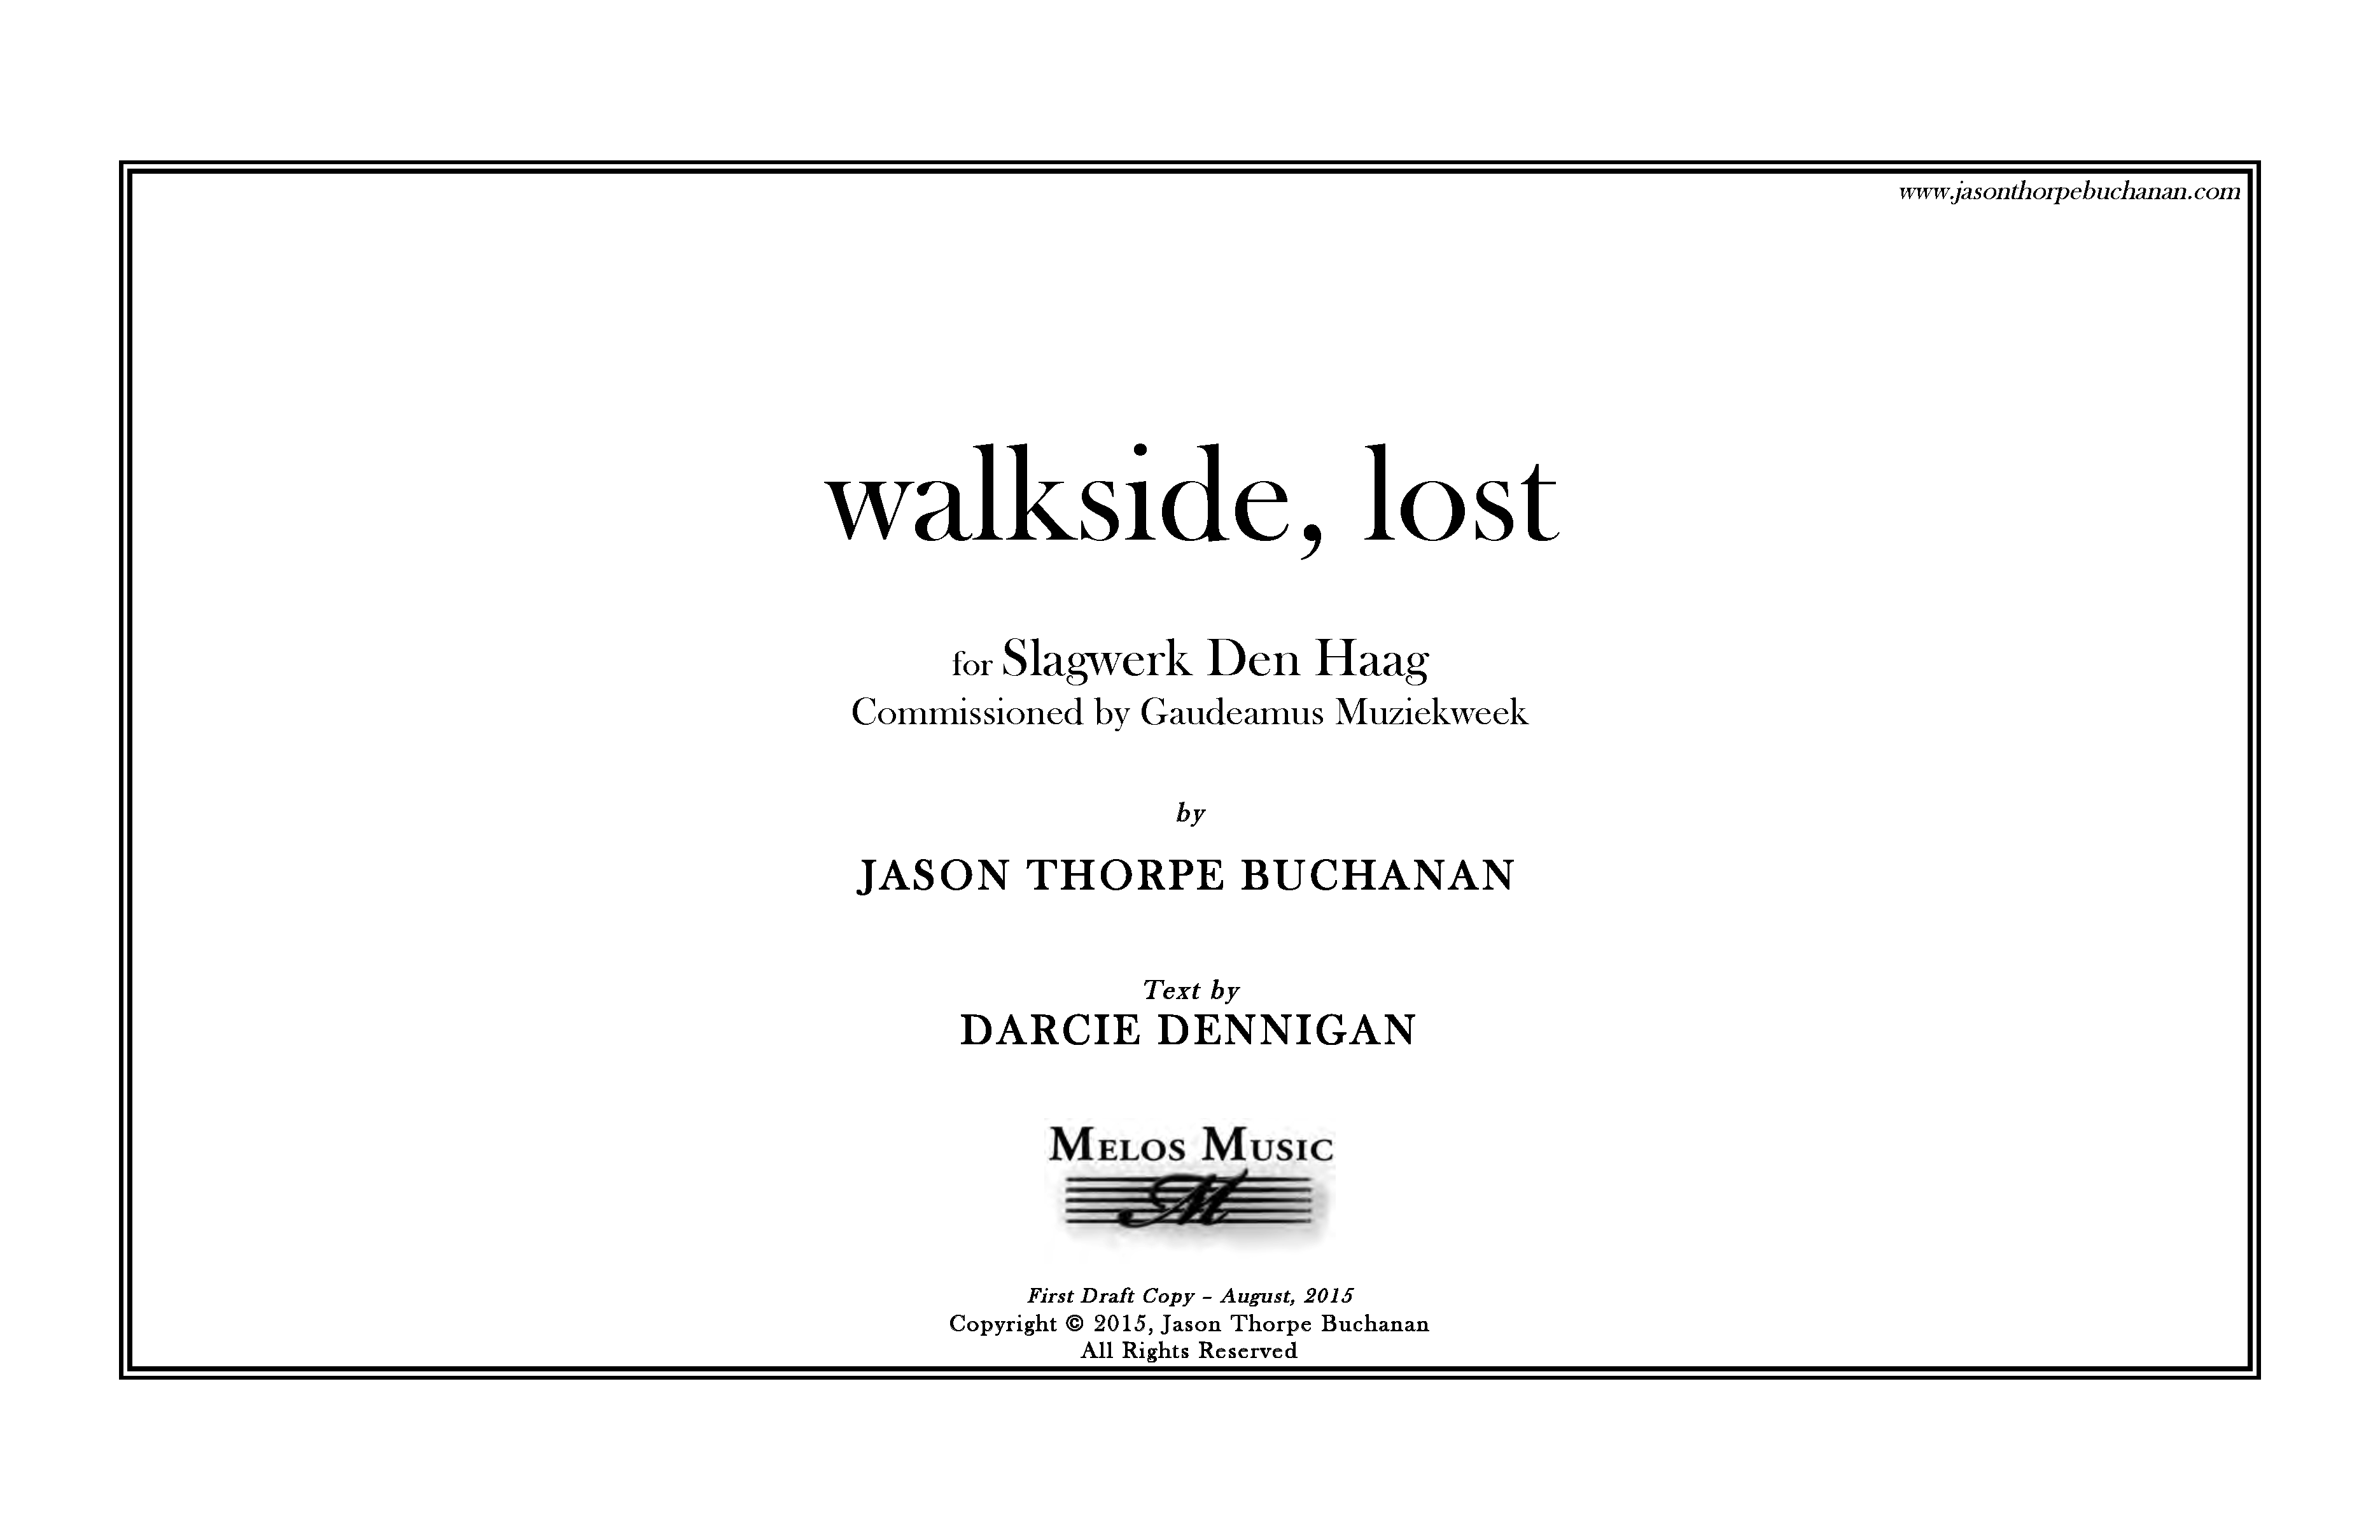 www.jasonthorpebuchanan.com
walkside, lost
for Slagwerk Den Haag
Commissioned by Gaudeamus Muziekweek
by
JASON THORPE BUCHANAN
Text by
DARCIE DENNIGAN
MELOS MUSIC
M
First Draft Copy – August, 2015
Copyright © 2015, Jason Thorpe Buchanan
All Rights Reserved